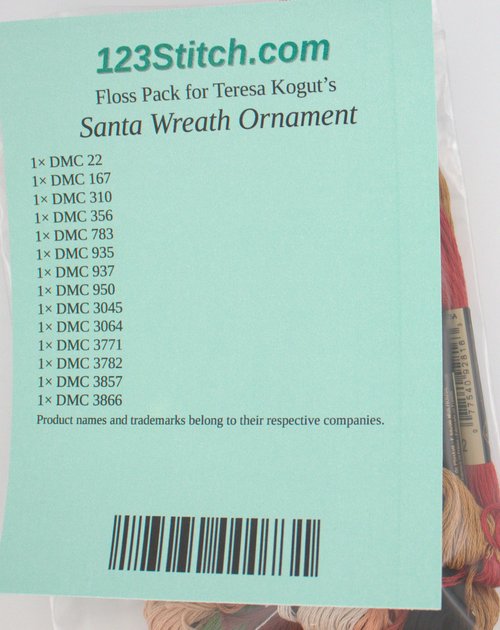 123Stitch.com
Floss Pack for Teresa Kogut's
Santa Wreath Ornament
1× DMC 22
1× DMC 167
1× DMC 310
1× DMC 356
1× DMC 783
1× DMC 935
1× DMC 937
1× DMC 950
1× DMC 3045
1× DMC 3064
1× DMC 3771
1× DMC 3782
1× DMC 3857
1× DMC 3866
Product names and trademarks belong to their respective companies.